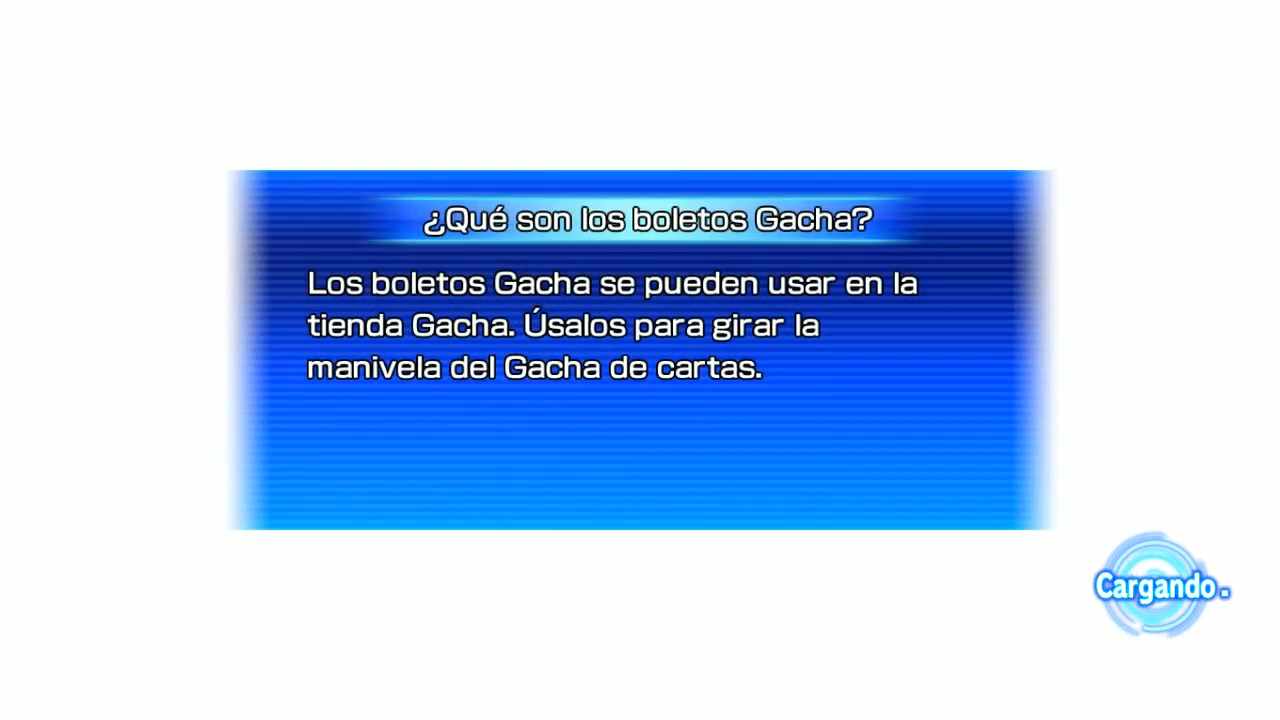 ¿Qué son los boletos Gacha?
Los boletos Gacha se pueden usar en la
tienda Gacha. Úsalos para girar la
manivela del Gacha de cartas.
Cargando.